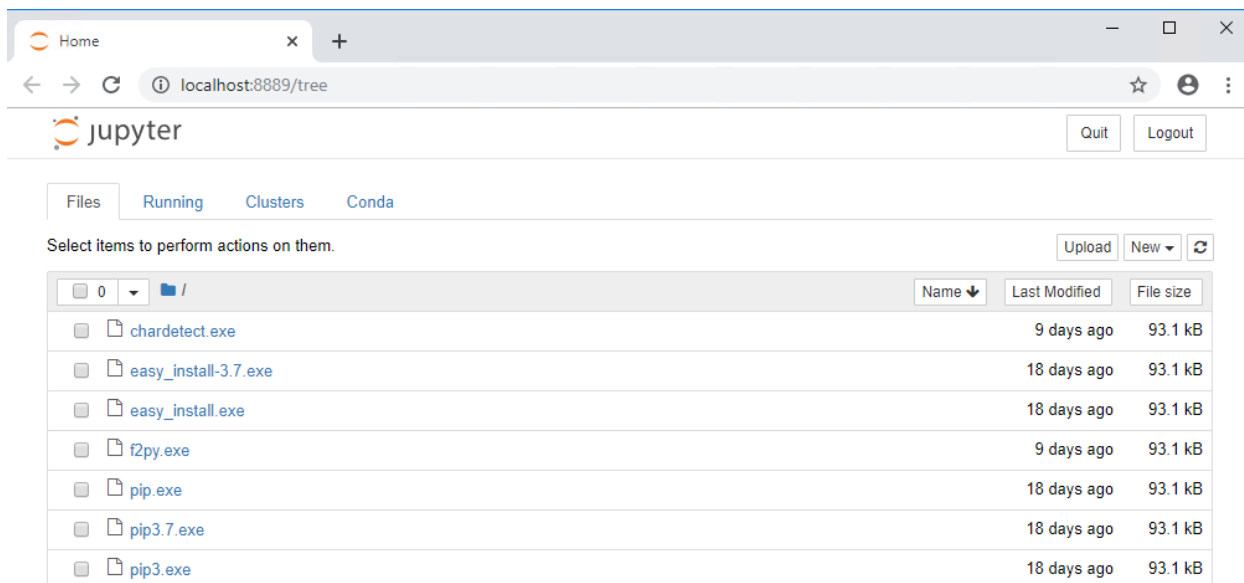 Home
localhost:8889/tree
jupyter Quit Logout
Files Running Clusters Conda
Select items to perform actions on them. Upload New
0 / Name Last Modified File size
chardetect.exe 9 days ago 93.1 kB
easy_install-3.7.exe 18 days ago 93.1 kB
easy_install.exe 18 days ago 93.1 kB
f2py.exe 9 days ago 93.1 kB
pip.exe 18 days ago 93.1 kB
pip3.7.exe 18 days ago 93.1 kB
pip3.exe 18 days ago 93.1 kB